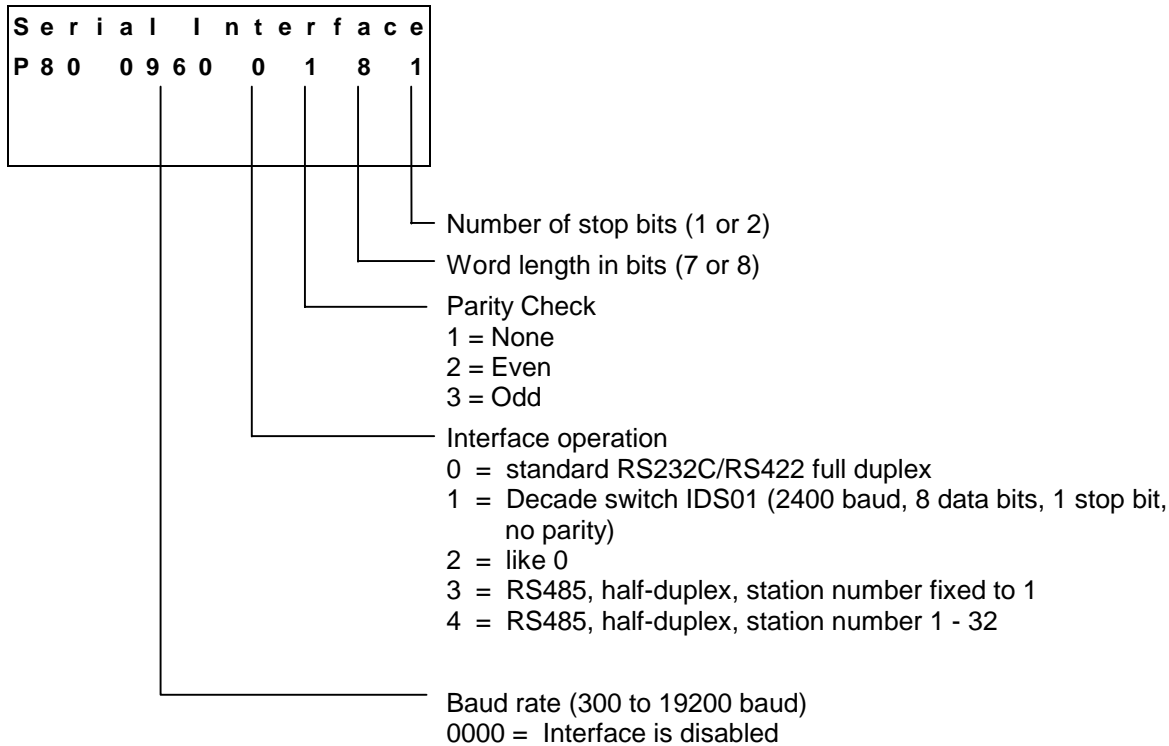 Serial Interface
P80 0960 0 1 8 1
Number of stop bits (1 or 2)
Word length in bits (7 or 8)
Parity Check
1 = None
2 = Even
3 = Odd
Interface operation
0 = standard RS232C/RS422 full duplex
1 = Decade switch IDS01 (2400 baud, 8 data bits, 1 stop bit,
no parity)
2 = like 0
3 = RS485, half-duplex, station number fixed to 1
4 = RS485, half-duplex, station number 1 - 32
Baud rate (300 to 19200 baud)
0000 = Interface is disabled